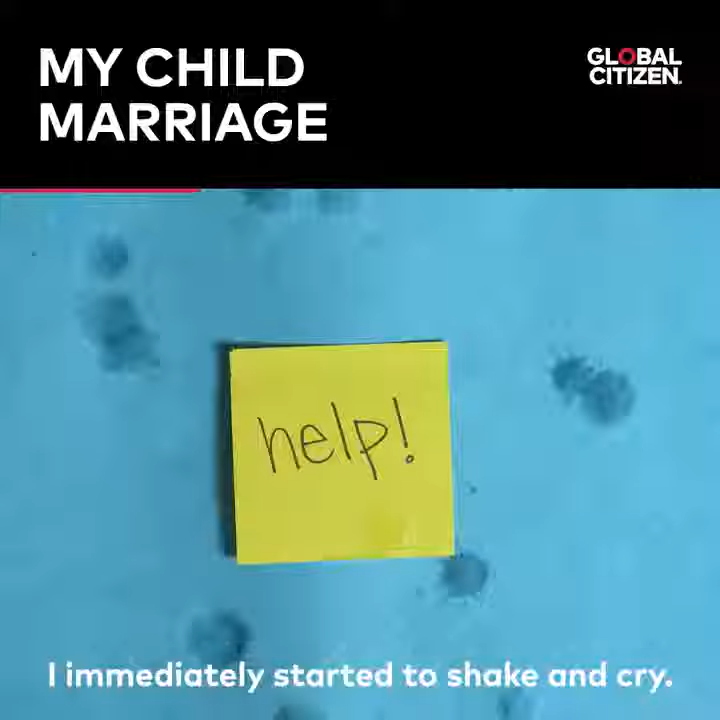 MY CHILD
MARRIAGE
GLOBAL
CITIZEN.
help!
I immediately started to shake and cry.